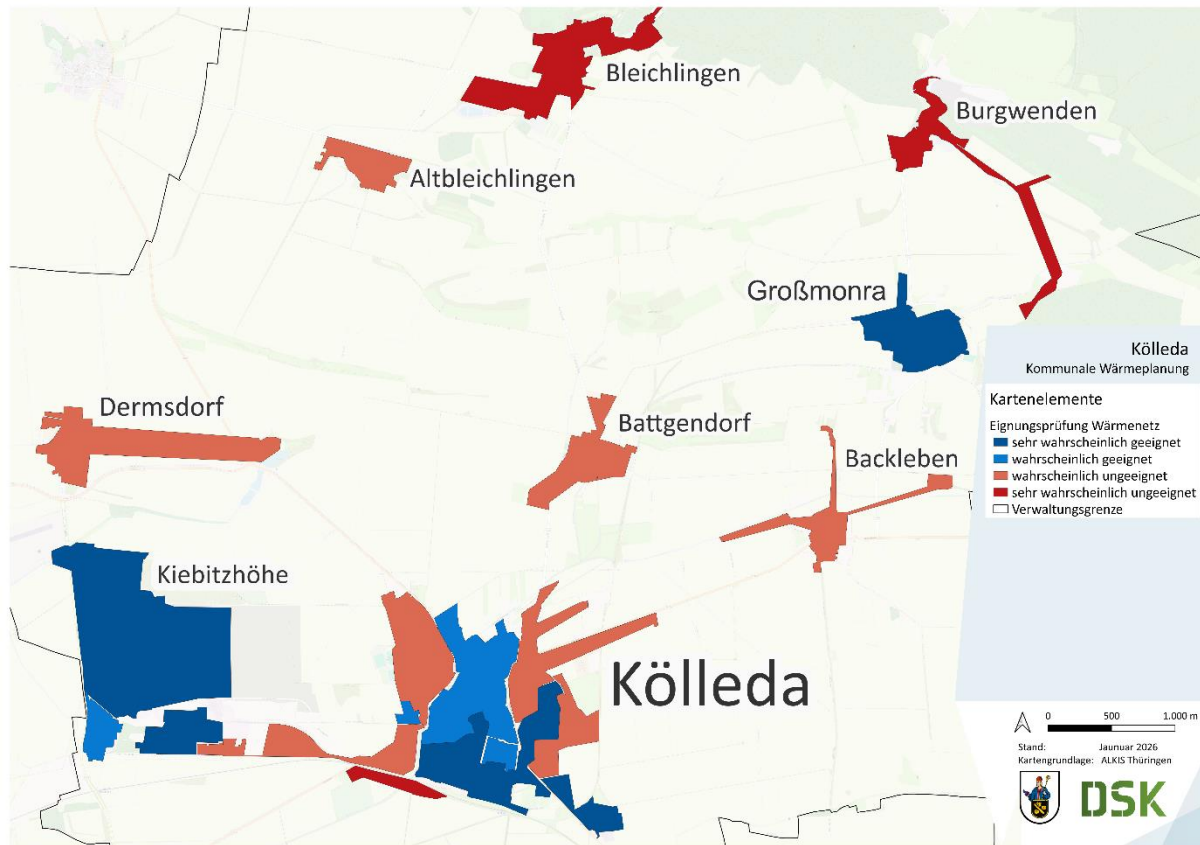 Bleichlingen
Burgwenden
Altbleichlingen
Großmonra
Kölleda
Kommunale Wärmeplanung
Kartenelemente
Eignungsprüfung Wärmenetz
sehr wahrscheinlich geeignet
wahrscheinlich geeignet
wahrscheinlich ungeeignet
sehr wahrscheinlich ungeeignet
Verwaltungsgrenze
Dermsdorf
Battgendorf
Backleben
Kiebitzhöhe
Kölleda
0 500 1.000 m
Stand: Jaunuar 2026
Kartengrundlage: ALKIS Thüringen
DSK